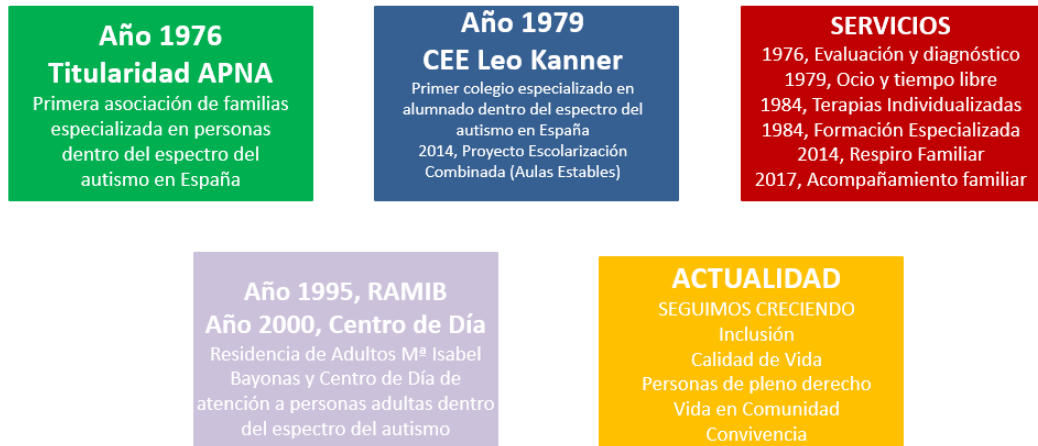 Año 1976
Titularidad APNA
Primera asociación de familias
especializada en personas
dentro del espectro del
autismo en España
Año 1979
CEE Leo Kanner
Primer colegio especializado en
alumnado dentro del espectro del
autismo en España
2014, Proyecto Escolarización
Combinada (Aulas Estables)
SERVICIOS
1976, Evaluación y diagnóstico
1979, Ocio y tiempo libre
1984, Terapias Individualizadas
1984, Formación Especializada
2014, Respiro Familiar
2017, Acompañamiento familiar
Año 1995, RAMIB
Año 2000, Centro de Día
Residencia de Adultos Mª Isabel
Bayonas y Centro de Día de
atención a personas adultas dentro
del espectro del autismo
ACTUALIDAD
SEGUIMOS CRECIENDO
Inclusión
Calidad de Vida
Personas de pleno derecho
Vida en Comunidad
Convivencia